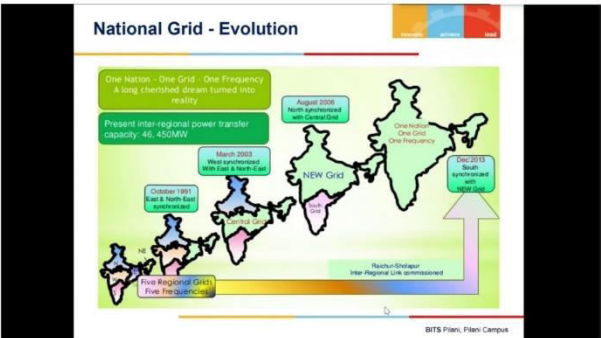 National Grid - Evolution
innovate achieve lead
One Nation - One Grid - One Frequency
A long cherished dream turned into
reality
Present inter-regional power transfer
capacity: 46, 450MW
August 2006
North synchronized
with Central Grid
March 2003
West synchronized
With East & North-East
October 1991
East & North-East
synchronized
One Nation
One Grid
One Frequency
NEW Grid
South
Grid
Central Grid
NE
Dec'2013
South
synchronized
with
NEW Grid
Five Regional Grids
Five Frequencies
Raichur-Sholapur
Inter-Regional Link commissioned
BITS Pilani, Pilani Campus